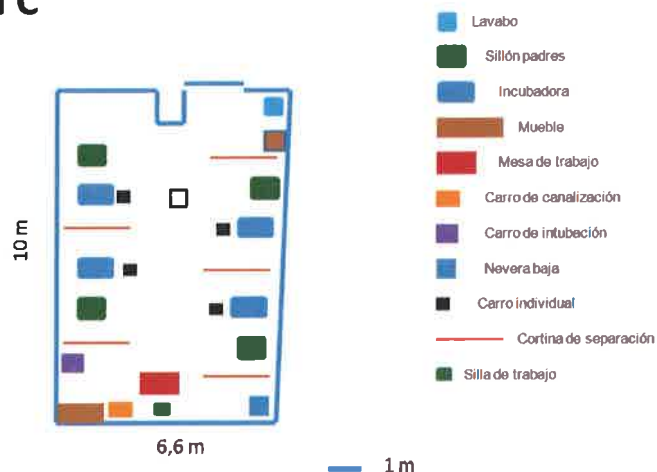 Lavabo
Sillón padres
Incubadora
Mueble
Mesa de trabajo
Carro de canalización
Carro de intubación
Nevera baja
Carro individual
Cortina de separación
Silla de trabajo
10 m
6,6 m
1 m